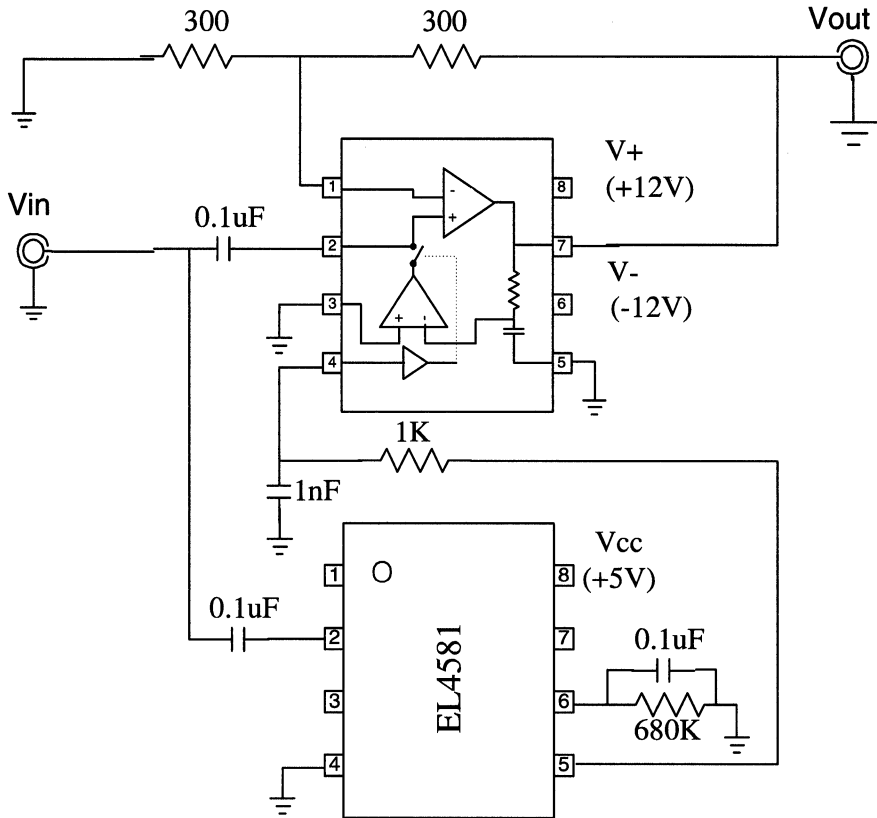 300
300
Vout
V+
(+12V)
1
-
+
8
Vin
0.1uF
2
7
V-
(-12V)
3
+
-
6
4
5
1K
1nF
Vcc
(+5V)
1
O
8
0.1uF
2
7
0.1uF
EL4581
3
6
680K
4
5